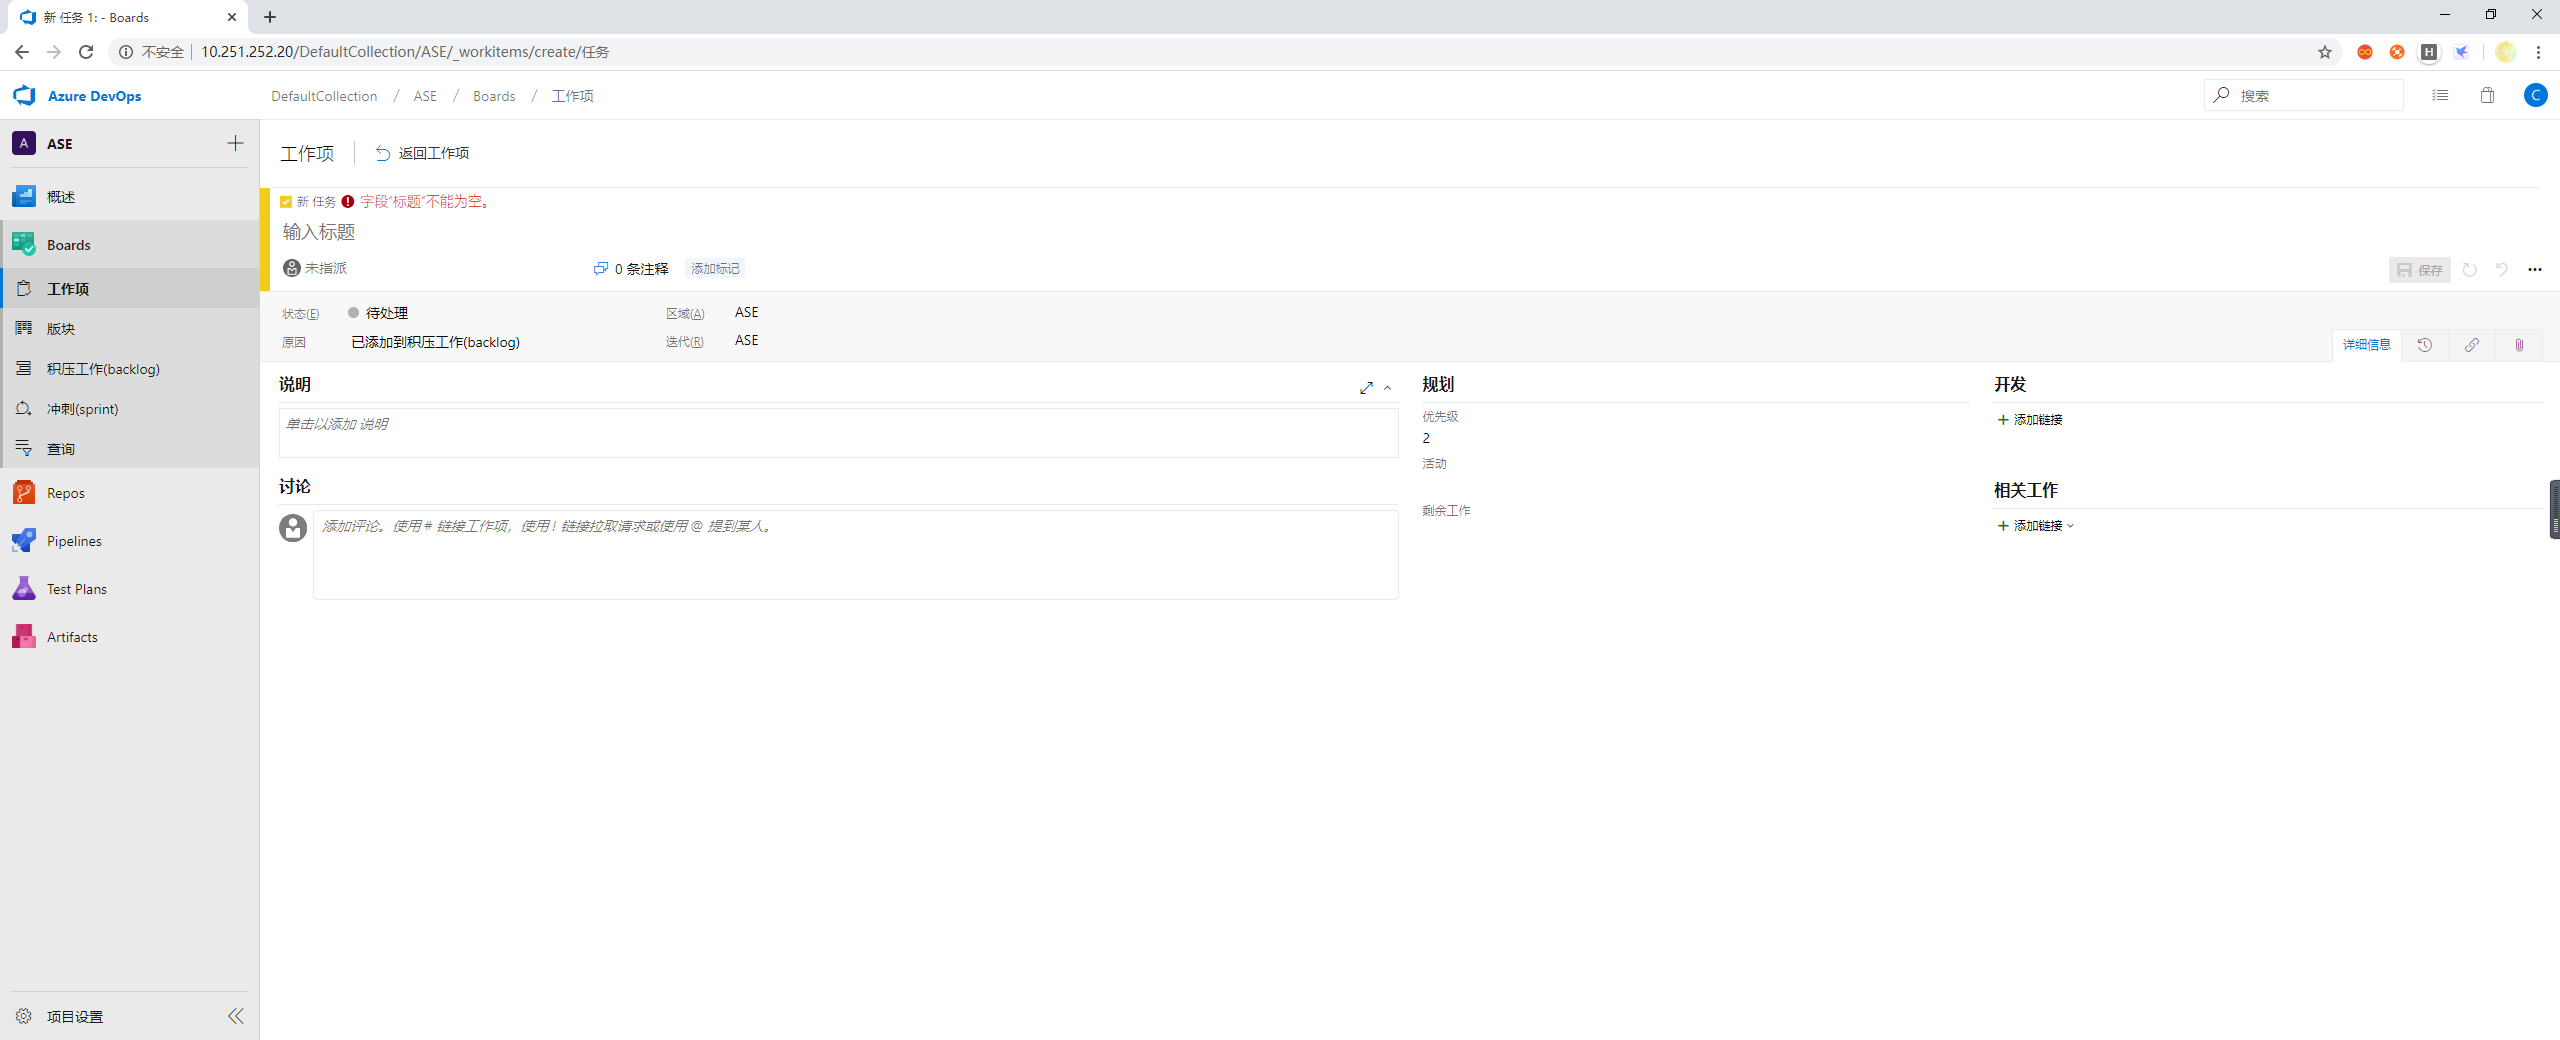 新 任务 1: - Boards
不安全
10.251.252.20/DefaultCollection/ASE/_workitems/create/任务
H
Azure DevOps
DefaultCollection / ASE / Boards / 工作项
搜索
C
A ASE
概述
Boards
工作项
版块
积压工作(backlog)
冲刺(sprint)
查询
Repos
Pipelines
Test Plans
Artifacts
项目设置
工作项
返回工作项
新 任务 字段“标题”不能为空。
输入标题
未指派
0 条注释
添加标记
保存
状态(E) 待处理
区域(A) ASE
原因 已添加到积压工作(backlog)
迭代(R) ASE
详细信息
说明
单击以添加 说明
讨论
添加评论。使用 # 链接工作项，使用 ! 链接拉取请求或使用 @ 提到某人。
规划
优先级
2
活动
剩余工作
开发
添加链接
相关工作
添加链接